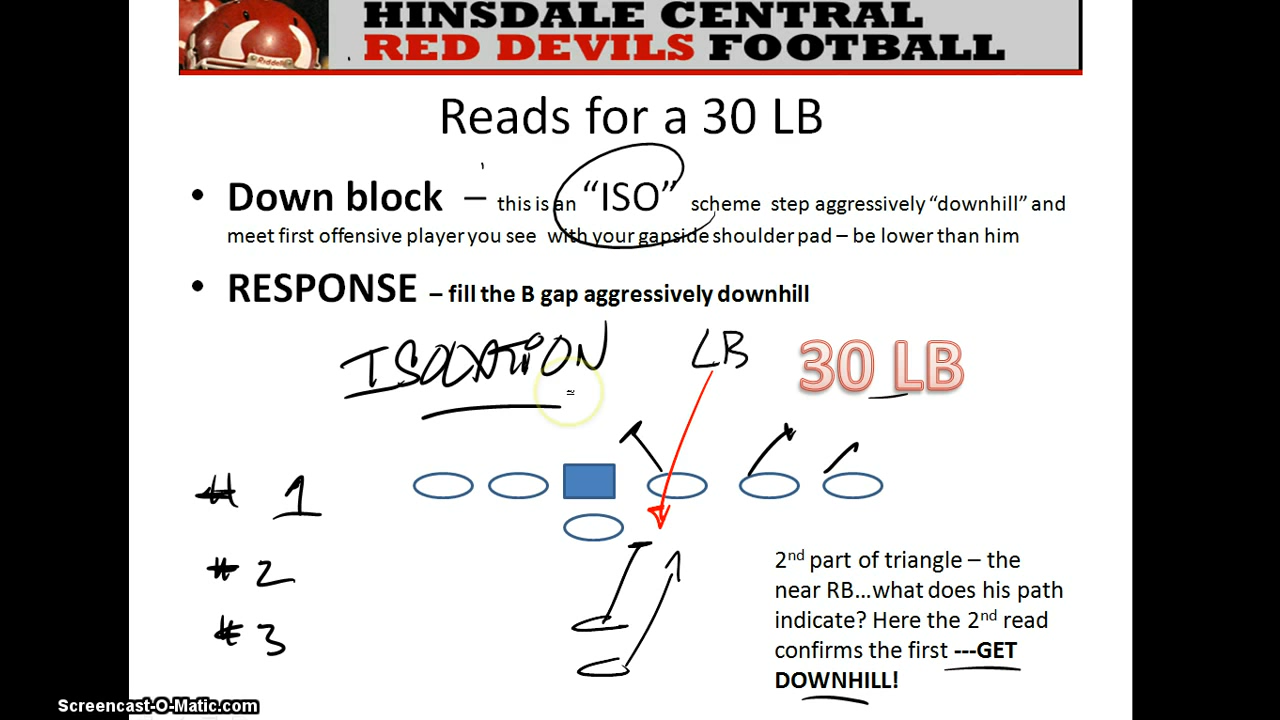 HINSDALE CENTRAL
RED DEVILS FOOTBALL
Riddell
Reads for a 30 LB
• Down block – this is an “ISO” scheme step aggressively “downhill” and
meet first offensive player you see with your gapside shoulder pad – be lower than him
• RESPONSE – fill the B gap aggressively downhill
ISOLATION
LB
30 LB
# 1
# 2
# 3
2nd part of triangle – the
near RB…what does his path
indicate? Here the 2nd read
confirms the first ---GET
DOWNHILL!
Screencast-O-Matic.com